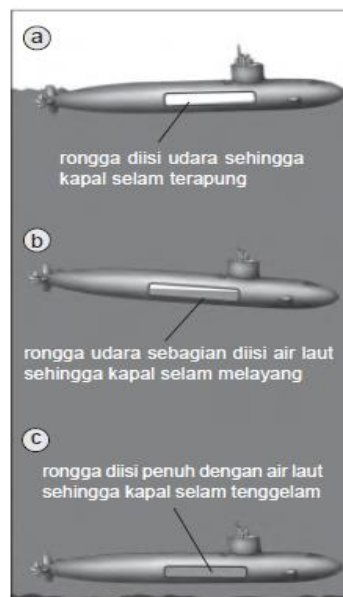 a
rongga diisi udara sehingga
kapal selam terapung
b
rongga udara sebagian diisi air laut
sehingga kapal selam melayang
c
rongga diisi penuh dengan air laut
sehingga kapal selam tenggelam